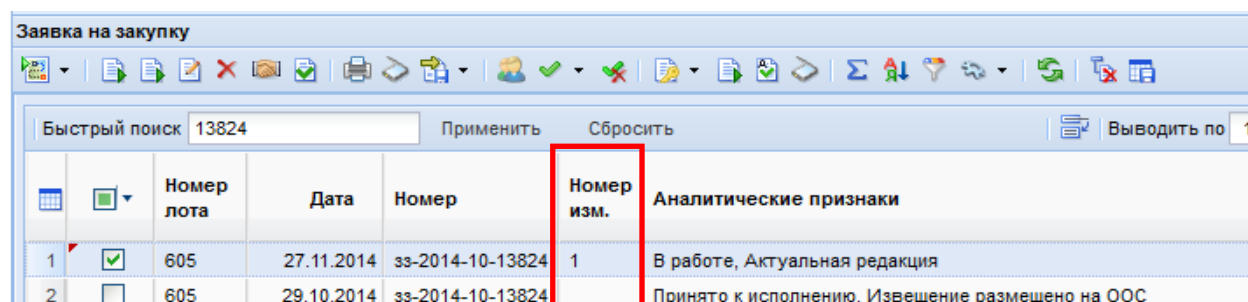 Заявка на закупку
Быстрый поиск 13824 Применить Сбросить Выводить по 1
Номер лота Дата Номер Номер изм. Аналитические признаки
1 605 27.11.2014 зз-2014-10-13824 1 В работе, Актуальная редакция
2 605 29.10.2014 зз-2014-10-13824 Принято к исполнению, Извещение размещено на ООС